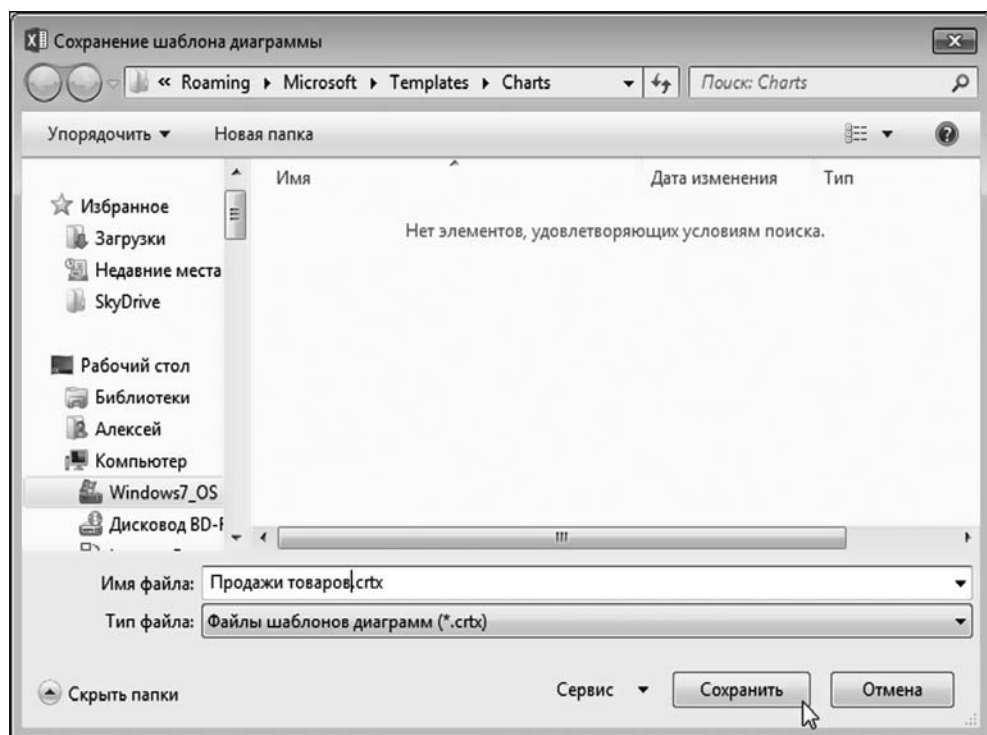 Сохранение шаблона диаграммы
« Roaming ▸ Microsoft ▸ Templates ▸ Charts
Поиск: Charts
Упорядочить ▼ Новая папка
Имя Дата изменения Тип
Нет элементов, удовлетворяющих условиям поиска.
Избранное
Загрузки
Недавние места
SkyDrive
Рабочий стол
Библиотеки
Алексей
Компьютер
Windows7_OS
Дисковод BD-
Имя файла: Продажи товаров.crtx
Тип файла: Файлы шаблонов диаграмм (*.crtx)
Скрыть папки
Сервис ▼ Сохранить Отмена